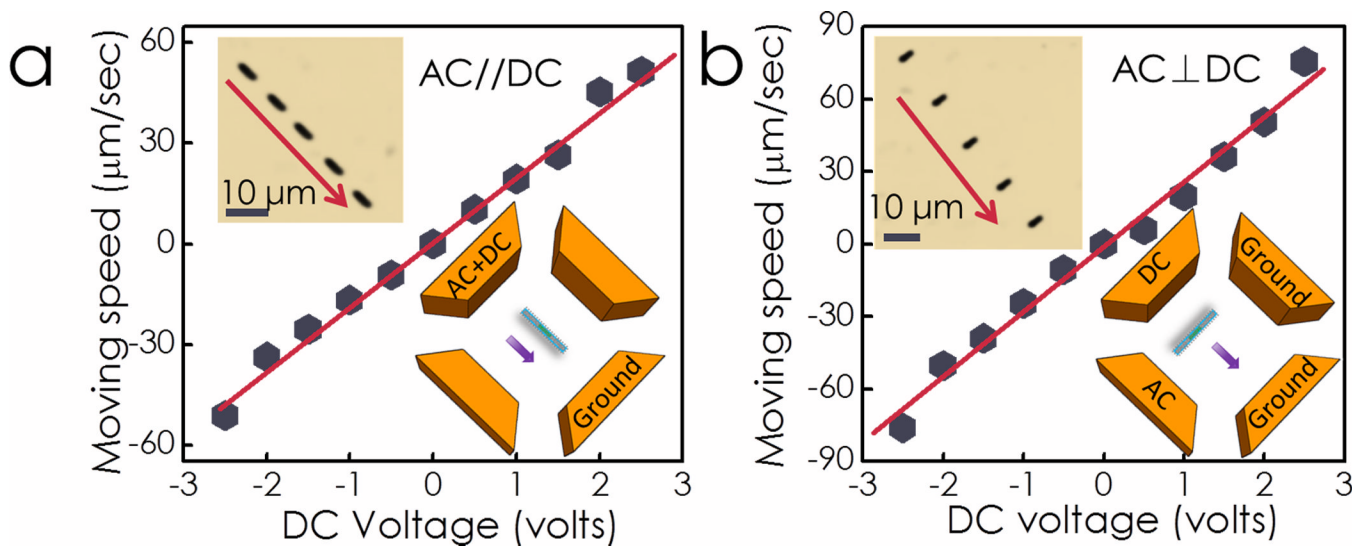 a
Moving speed (μm/sec)
60
30
0
-30
-60
-3
-2
-1
0
1
2
3
DC Voltage (volts)
AC//DC
10 μm
AC+DC
Ground
b
Moving speed (μm/sec)
90
60
30
0
-30
-60
-90
-3
-2
-1
0
1
2
3
DC voltage (volts)
AC⊥DC
10 μm
DC
Ground
AC
Ground